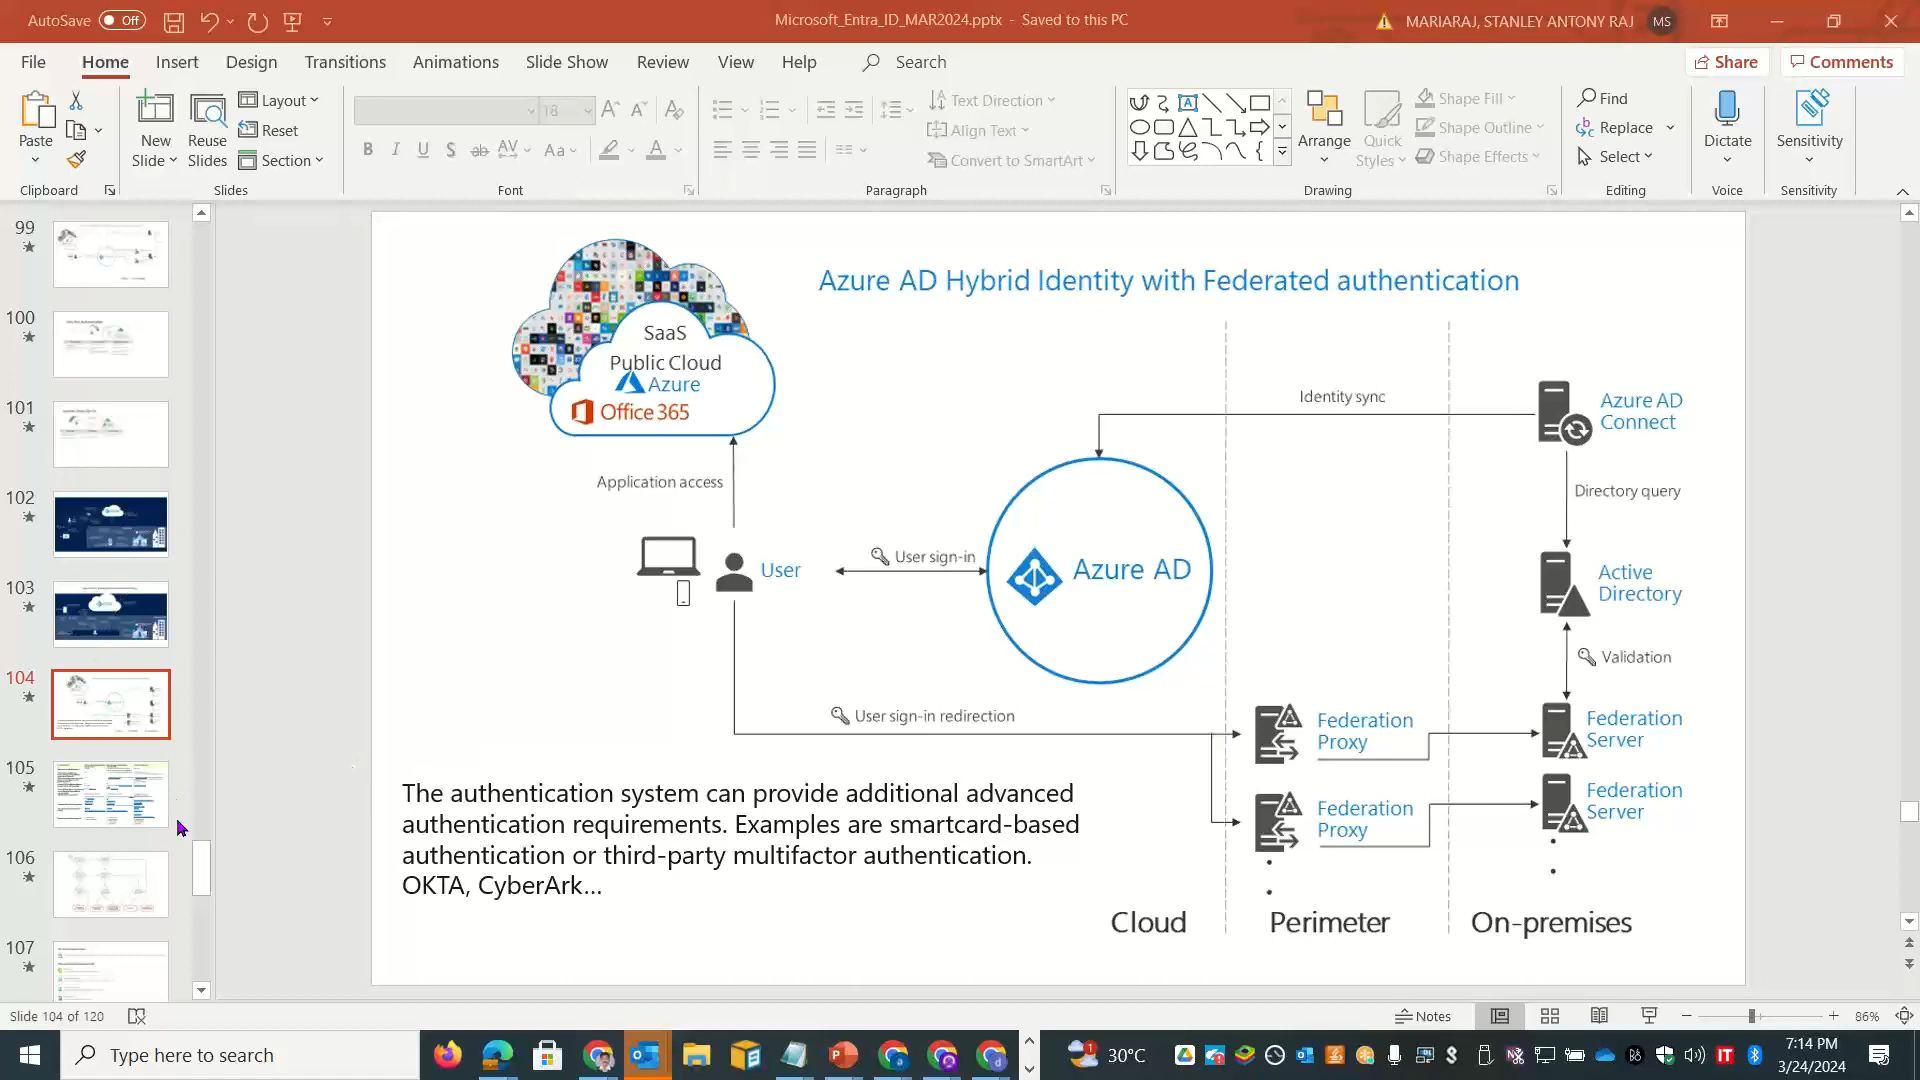 AutoSave Off
Microsoft_Entra_ID_MAR2024.pptx - Saved to this PC
MARIARAJ, STANLEY ANTONY RAJ MS
File Home Insert Design Transitions Animations Slide Show Review View Help Search
Share Comments
Paste
New Slide
Reuse Slides
Layout
Reset
Section
18
Text Direction
Align Text
Convert to SmartArt
Arrange
Quick Styles
Shape Fill
Shape Outline
Shape Effects
Find
Replace
Select
Dictate
Sensitivity
Clipboard Slides Font Paragraph Drawing Editing Voice Sensitivity
99
100
101
102
103
104
105
106
107
Azure AD Hybrid Identity with Federated authentication
SaaS
Public Cloud
Azure
Office 365
Identity sync
Azure AD
Connect
Application access
Directory query
User
User sign-in
Azure AD
Active
Directory
Validation
User sign-in redirection
Federation
Proxy
Federation
Server
Federation
Proxy
Federation
Server
The authentication system can provide additional advanced
authentication requirements. Examples are smartcard-based
authentication or third-party multifactor authentication.
OKTA, CyberArk...
Cloud Perimeter On-premises
Slide 104 of 120
Notes
86%
Type here to search
30°C
7:14 PM
3/24/2024